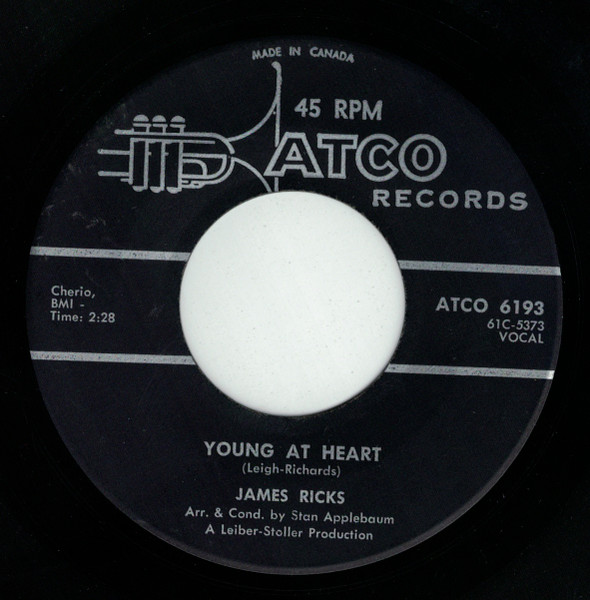 MADE IN CANADA
45 RPM
ATCO
RECORDS
Cherio,
BMI -
Time: 2:28
ATCO 6193
61C-5373
VOCAL
YOUNG AT HEART
(Leigh-Richards)
JAMES RICKS
Arr. & Cond. by Stan Applebaum
A Leiber-Stoller Production